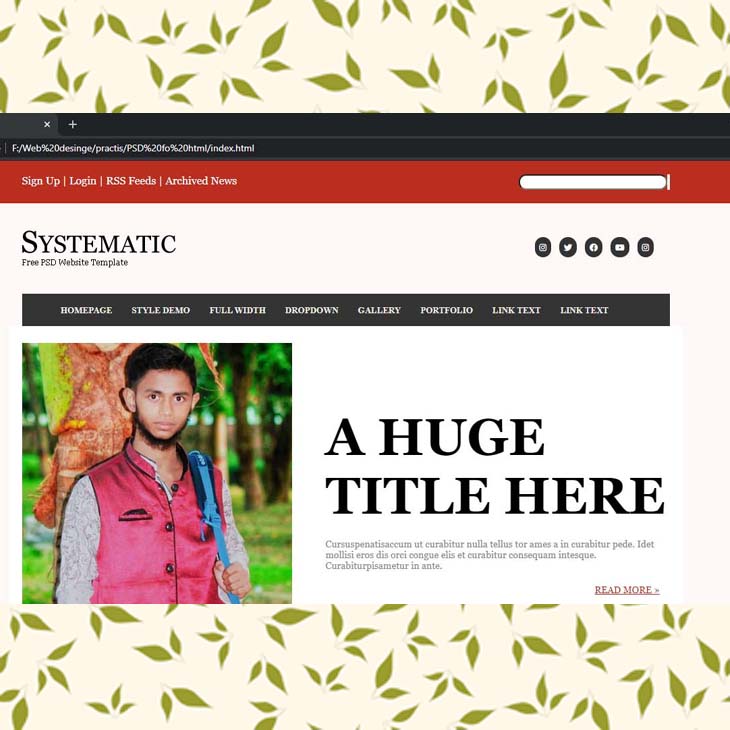 F:/Web%20desinge/practis/PSD%20fo%20html/index.html
Sign Up | Login | RSS Feeds | Archived News
SYSTEMATIC
Free PSD Website Template
HOMEPAGE STYLE DEMO FULL WIDTH DROPDOWN GALLERY PORTFOLIO LINK TEXT LINK TEXT
A HUGE
TITLE HERE
Cursuspenatisaccum ut curabitur nulla tellus tor ames a in curabitur pede. Idet
mollisi eros dis orci congue elis et curabitur consequam intesque.
Curabiturpisametur in ante.
READ MORE »